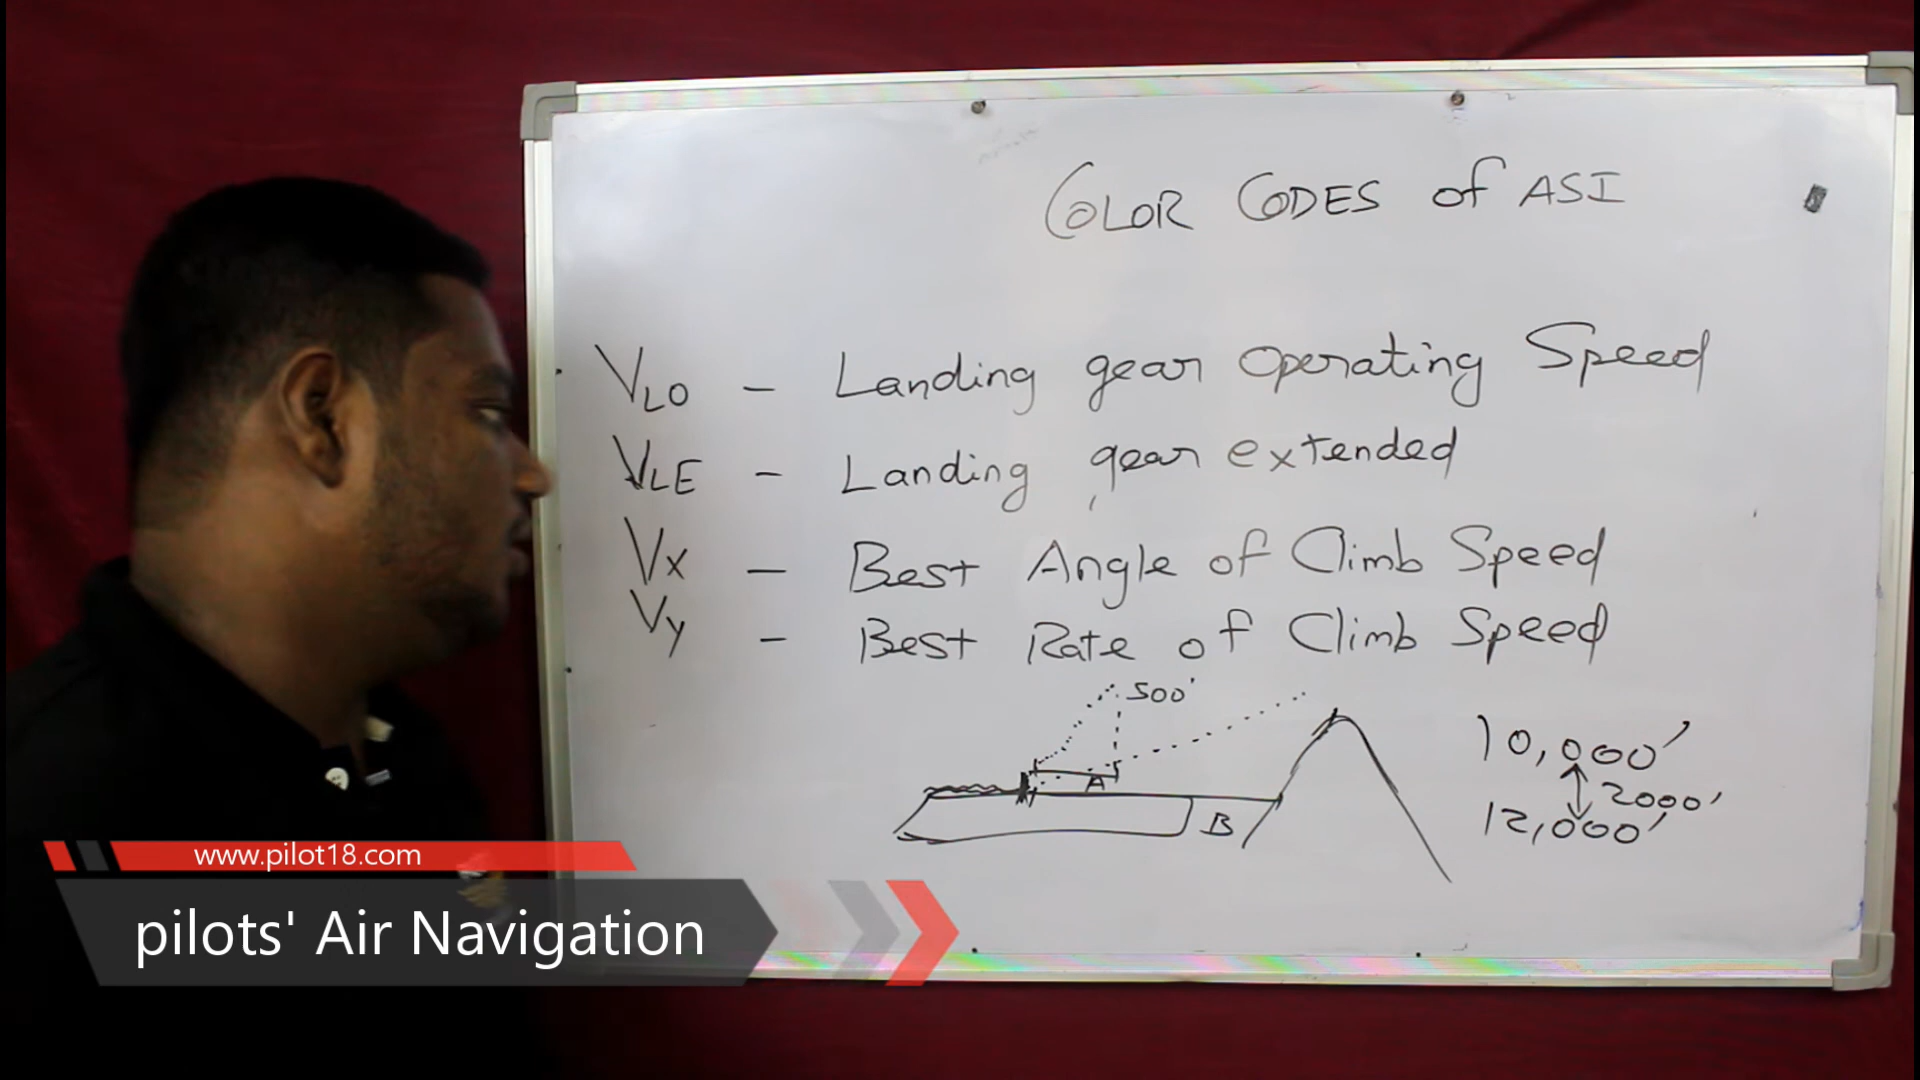 COLOR CODES of ASI
VLO - Landing gear operating Speed
VLE - Landing gear extended
Vx - Best Angle of Climb Speed
Vy - Best Rate of Climb Speed
500'
A
B
10,000'
2000'
12,000'
www.pilot18.com
pilots' Air Navigation